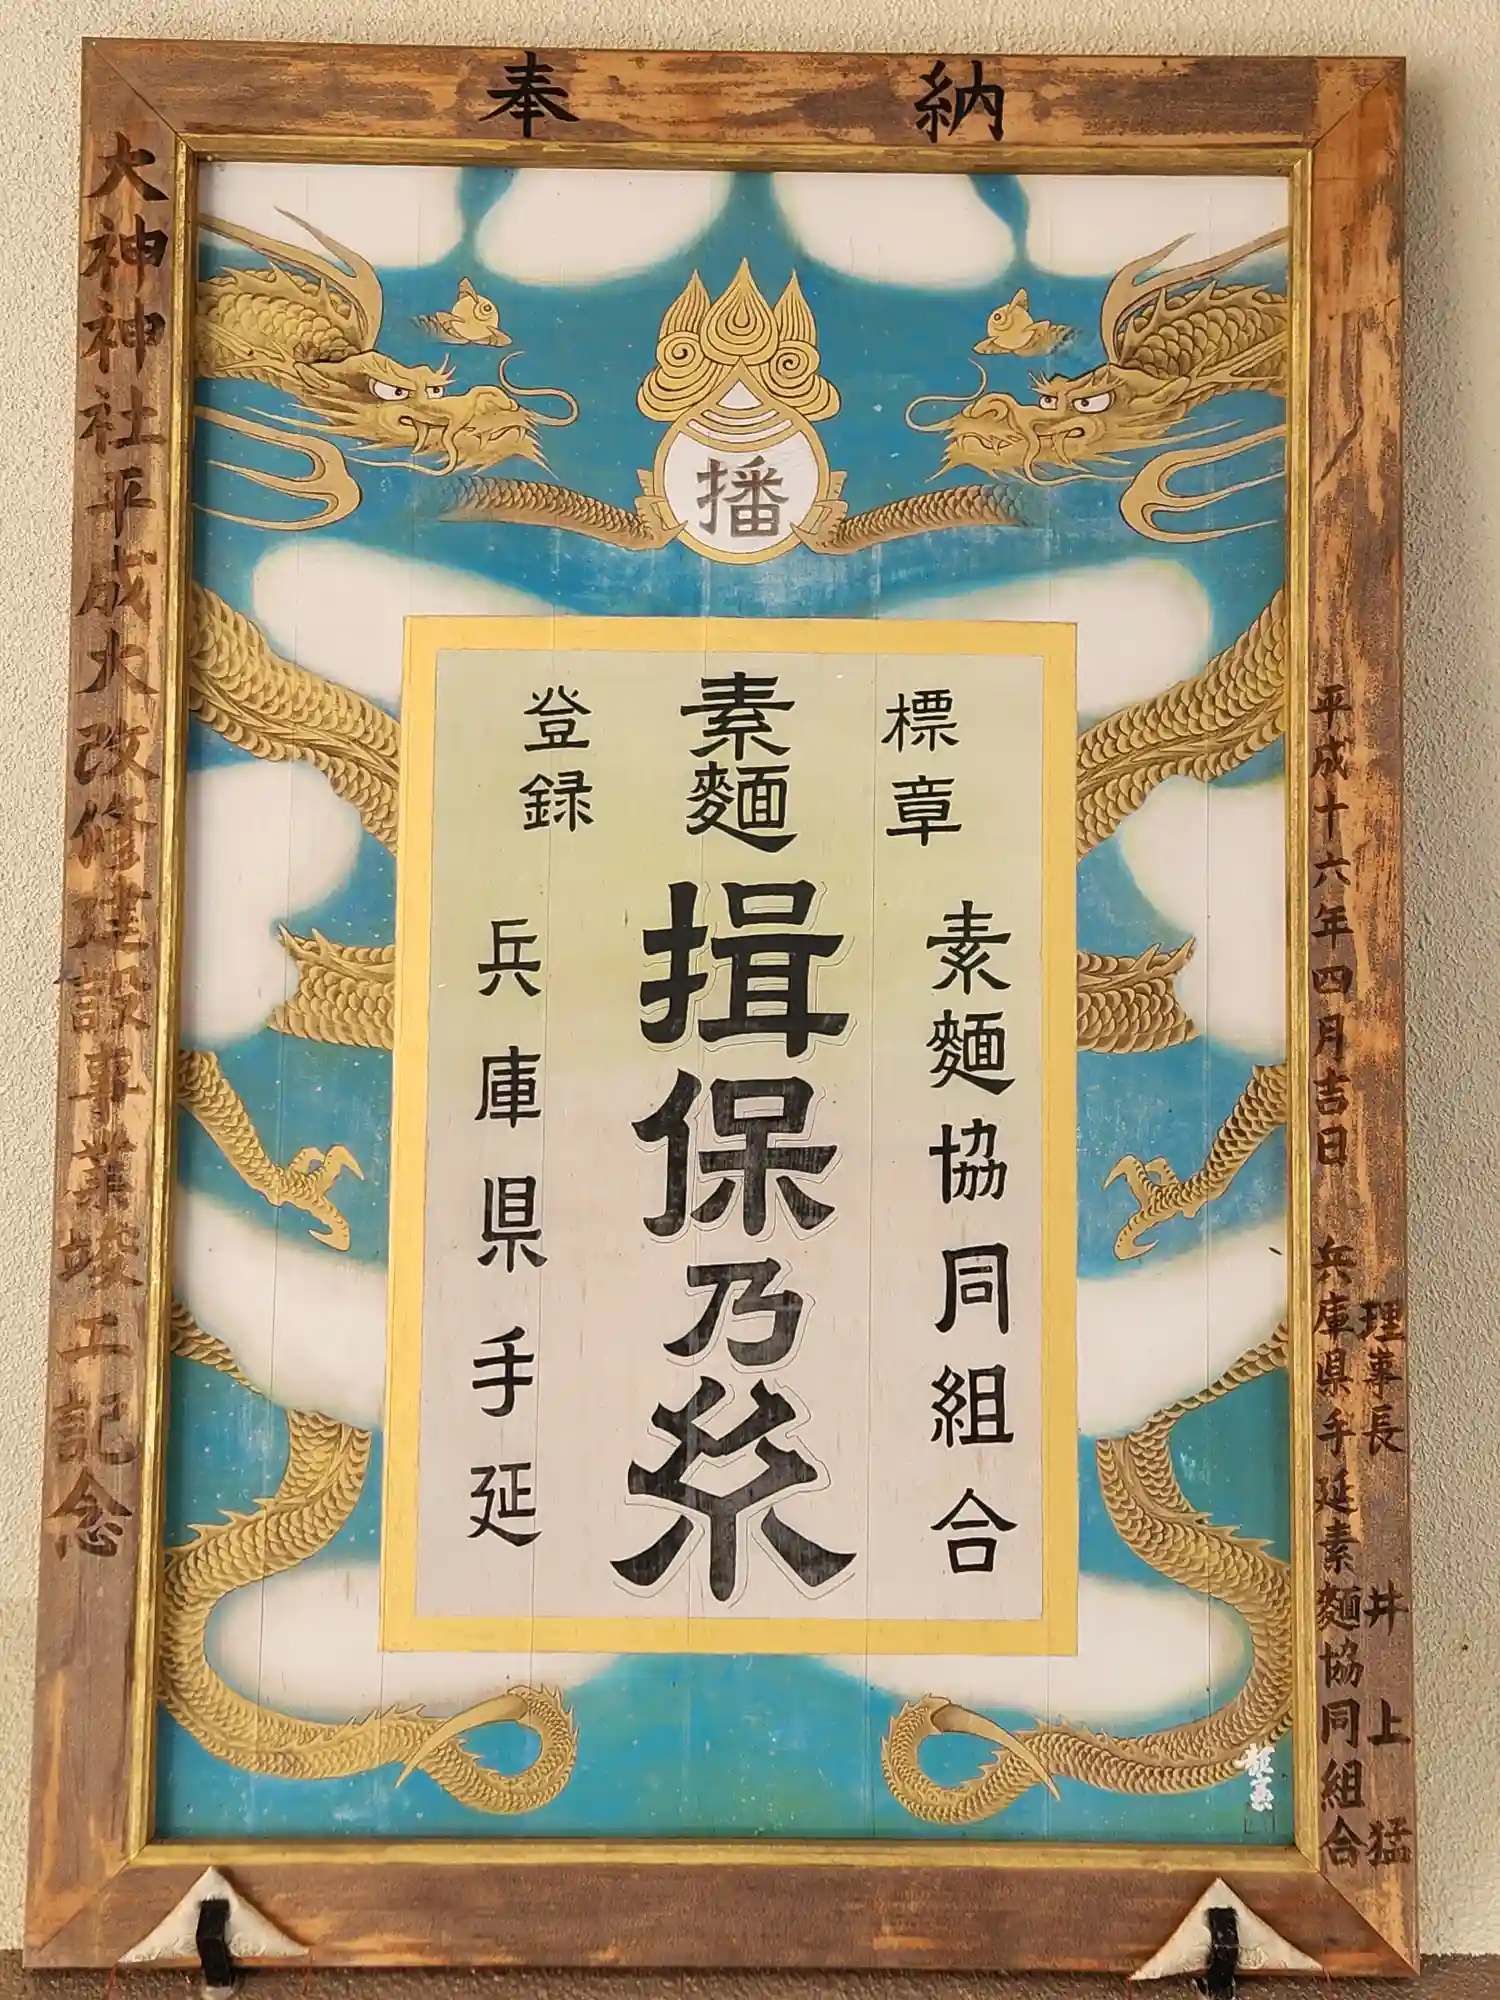 奉納
平成十六年四月吉日 兵庫県手延素麺協同組合
理事長 井上 猛
播
登録 標章
素麺 揖保乃糸
兵庫県手延
素麺協同組合
大神神社平成大改修建設事業竣工記念